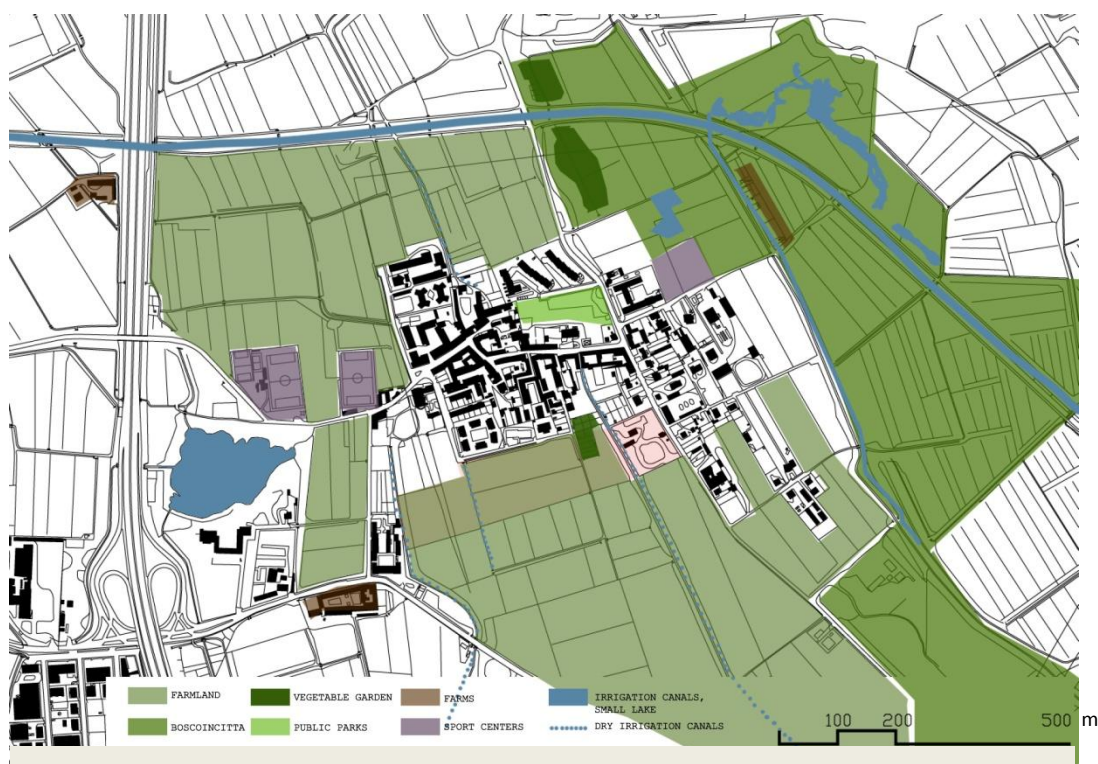 FARMLAND
VEGETABLE GARDEN
FARMS
IRRIGATION CANALS,
SMALL LAKE
BOSCOINCITTA
PUBLIC PARKS
SPORT CENTERS
DRY IRRIGATION CANALS
100 200 500 m